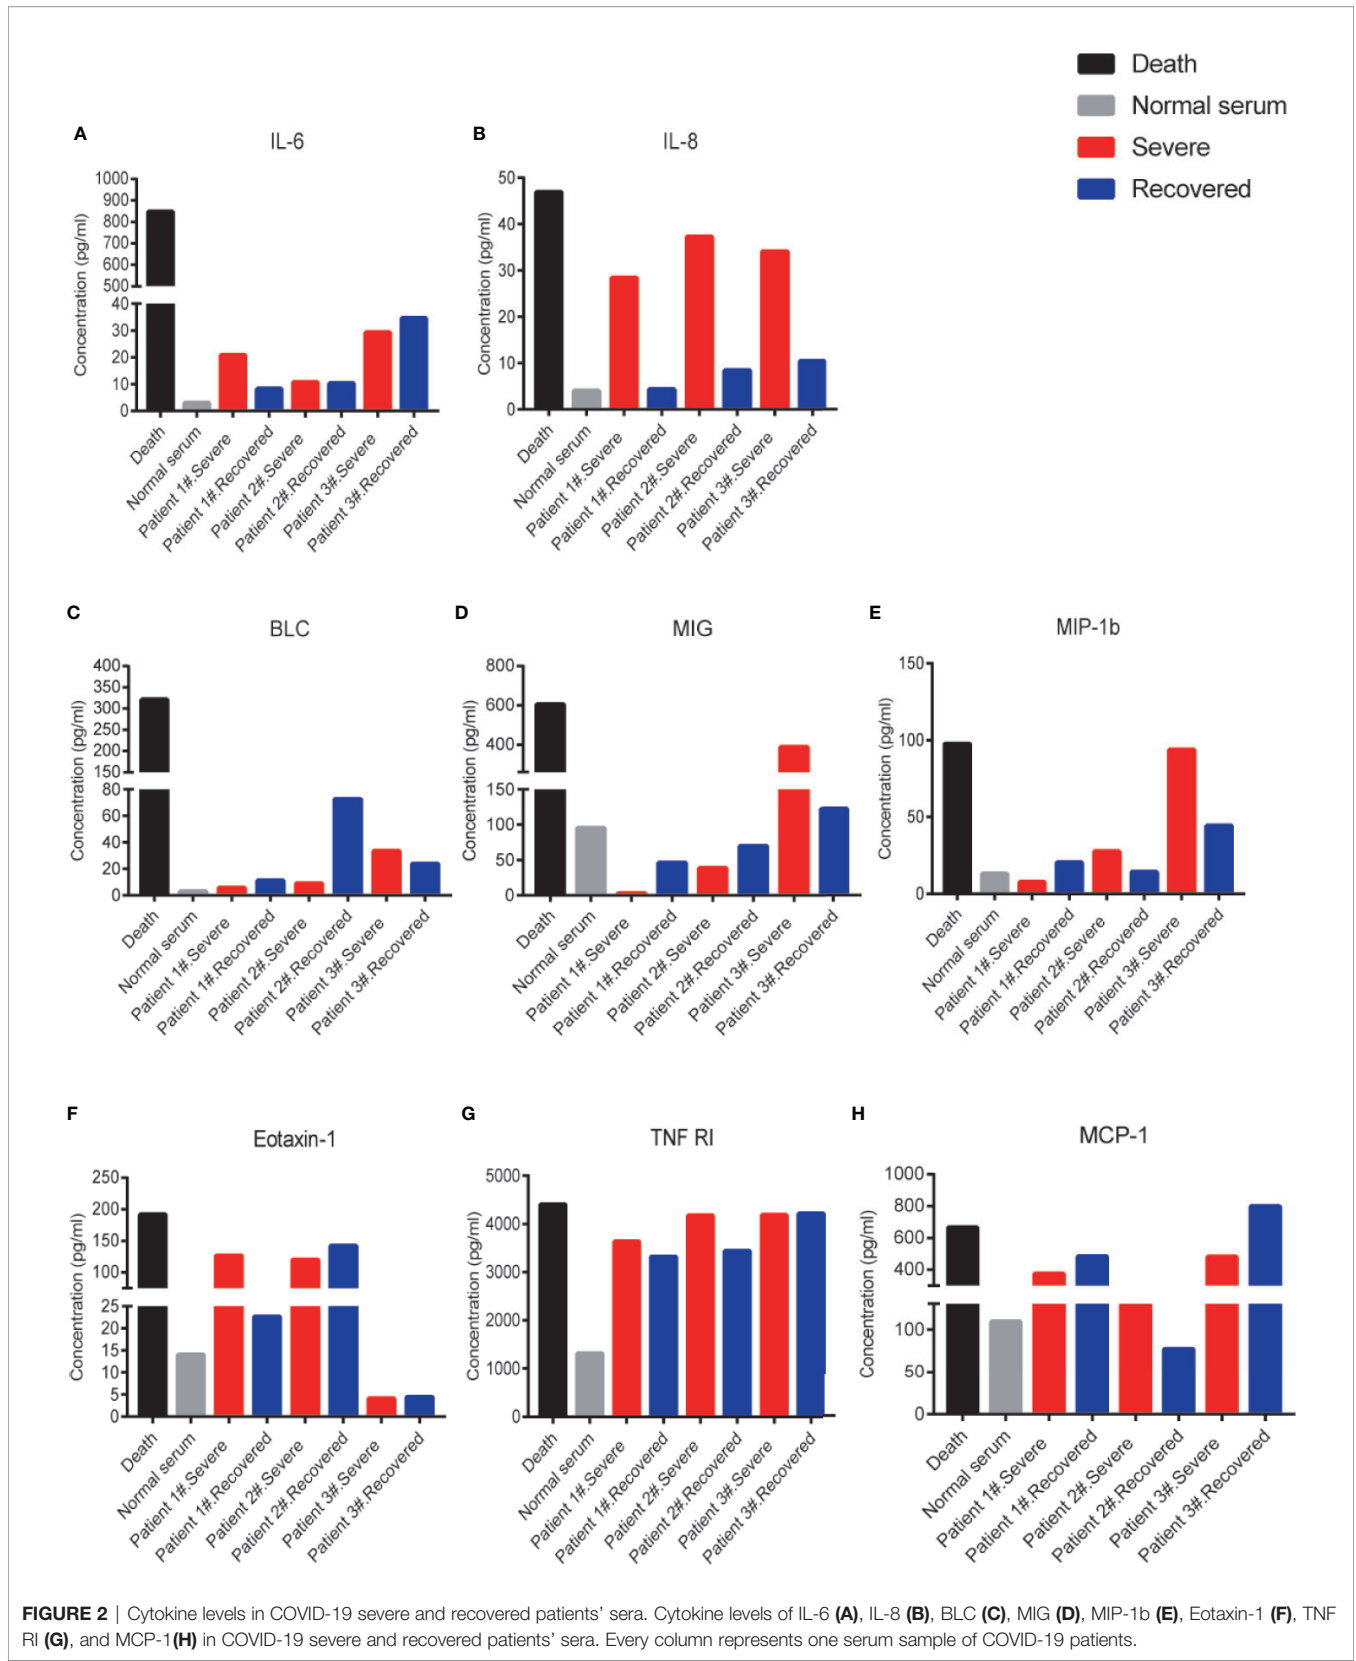 Death
Normal serum
Severe
Recovered
A
IL-6
Concentration (pg/ml)
1000
900
800
700
600
500
40
30
20
10
0
Death
Normal serum
Patient 1#.Severe
Patient 1#.Recovered
Patient 2#.Severe
Patient 2#.Recovered
Patient 3#.Severe
Patient 3#.Recovered
B
IL-8
Concentration (pg/ml)
50
40
30
20
10
0
Death
Normal serum
Patient 1#.Severe
Patient 1#.Recovered
Patient 2#.Severe
Patient 2#.Recovered
Patient 3#.Severe
Patient 3#.Recovered
C
BLC
Concentration (pg/ml)
400
350
300
250
200
150
80
60
40
20
0
Death
Normal serum
Patient 1#.Severe
Patient 1#.Recovered
Patient 2#.Severe
Patient 2#.Recovered
Patient 3#.Severe
Patient 3#.Recovered
D
MIG
Concentration (pg/ml)
800
600
400
150
100
50
0
Death
Normal serum
Patient 1#.Severe
Patient 1#.Recovered
Patient 2#.Severe
Patient 2#.Recovered
Patient 3#.Severe
Patient 3#.Recovered
E
MIP-1b
Concentration (pg/ml)
150
100
50
0
Death
Normal serum
Patient 1#.Severe
Patient 1#.Recovered
Patient 2#.Severe
Patient 2#.Recovered
Patient 3#.Severe
Patient 3#.Recovered
F
Eotaxin-1
Concentration (pg/ml)
250
200
150
100
25
20
15
10
5
0
Death
Normal serum
Patient 1#.Severe
Patient 1#.Recovered
Patient 2#.Severe
Patient 2#.Recovered
Patient 3#.Severe
Patient 3#.Recovered
G
TNF RI
Concentration (pg/ml)
5000
4000
3000
2000
1000
0
Death
Normal serum
Patient 1#.Severe
Patient 1#.Recovered
Patient 2#.Severe
Patient 2#.Recovered
Patient 3#.Severe
Patient 3#.Recovered
H
MCP-1
Concentration (pg/ml)
1000
800
600
400
100
50
0
Death
Normal serum
Patient 1#.Severe
Patient 1#.Recovered
Patient 2#.Severe
Patient 2#.Recovered
Patient 3#.Severe
Patient 3#.Recovered
FIGURE 2 | Cytokine levels in COVID-19 severe and recovered patients’ sera. Cytokine levels of IL-6 (A), IL-8 (B), BLC (C), MIG (D), MIP-1b (E), Eotaxin-1 (F), TNF
RI (G), and MCP-1(H) in COVID-19 severe and recovered patients’ sera. Every column represents one serum sample of COVID-19 patients.